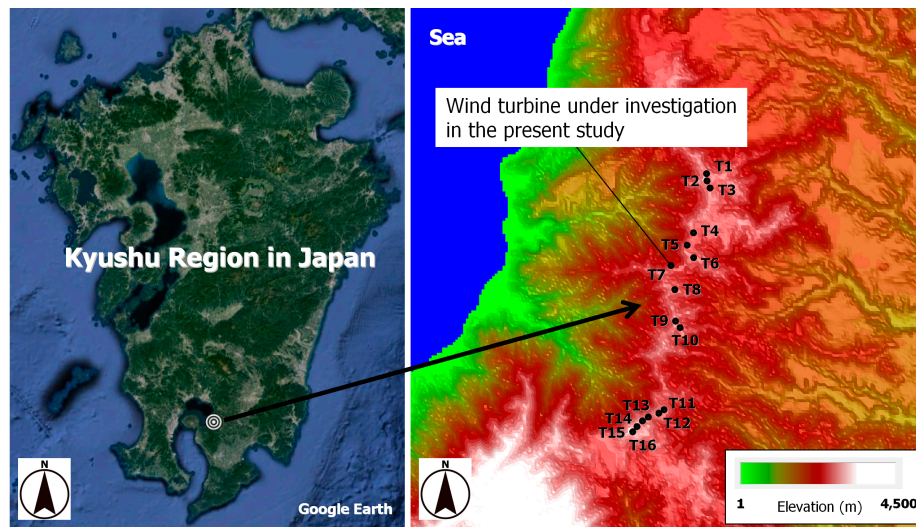 Kyushu Region in Japan
N
Google Earth
Sea
Wind turbine under investigation
in the present study
T1
T2
T3
T4
T5
T6
T7
T8
T9
T10
T11
T12
T13
T14
T15
T16
N
1 Elevation (m) 4,500